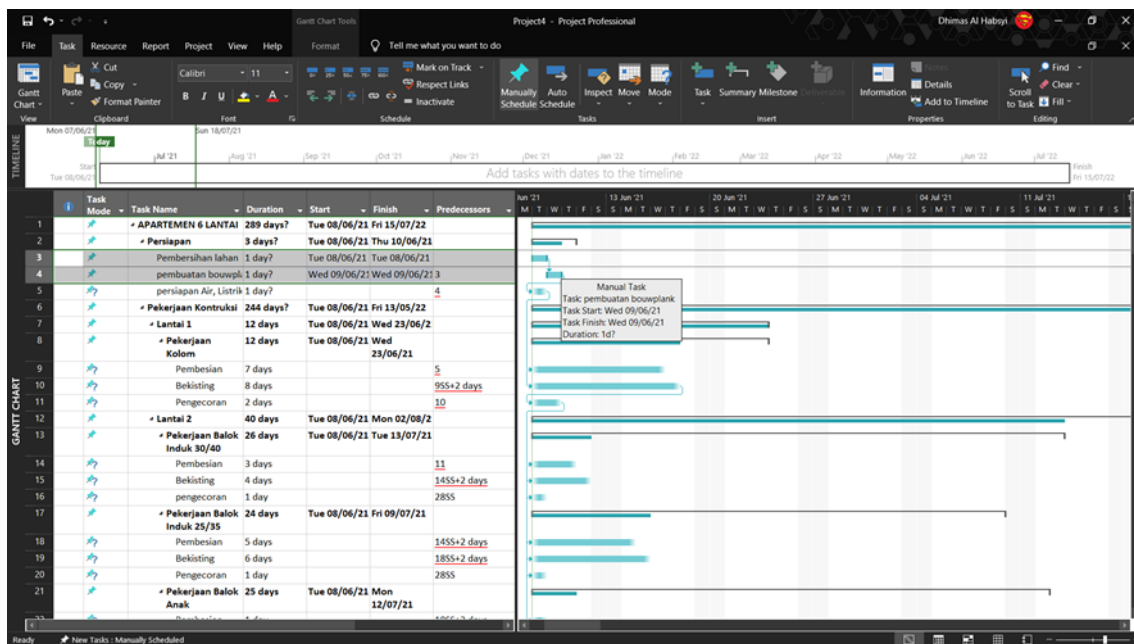 Gantt Chart Tools
Project4 - Project Professional
Dhimas Al Habsyi
File Task Resource Report Project View Help Format Tell me what you want to do
Gantt Chart
View
Paste
Cut
Copy
Format Painter
Clipboard
Calibri 11
B I U A
Font
Mark on Track
Respect Links
Inactivate
Schedule
Manually Schedule
Auto Schedule
Inspect Move Mode
Tasks
Task Summary Milestone Deliverable
Insert
Information
Notes
Details
Add to Timeline
Properties
Scroll to Task
Find
Clear
Fill
Editing
TIMELINE
Mon 07/06/21
Sun 18/07/21
Today
Jul '21 Aug '21 Sep '21 Oct '21 Nov '21 Dec '21 Jan '22 Feb '22 Mar '22 Apr '22 May '22 Jun '22 Jul '22
Start
Tue 08/06/21
Add tasks with dates to the timeline
Finish
Fri 15/07/22
GANTT CHART
Task Mode Task Name Duration Start Finish Predecessors
Jun '21 13 Jun '21 20 Jun '21 27 Jun '21 04 Jul '21 11 Jul '21
M T W T F S S M T W T F S S M T W T F S S M T W T F S S M T W T F S S M T W T F S
1 APARTEMEN 6 LANTAI 289 days? Tue 08/06/21 Fri 15/07/22
2 Persiapan 3 days? Tue 08/06/21 Thu 10/06/21
3 Pembersihan lahan 1 day? Tue 08/06/21 Tue 08/06/21
4 pembuatan bouwpl 1 day? Wed 09/06/21 Wed 09/06/21 3
5 persiapan Air, Listrik 1 day? 4
6 Pekerjaan Kontruksi 244 days? Tue 08/06/21 Fri 13/05/22
7 Lantai 1 12 days Tue 08/06/21 Wed 23/06/2
8 Pekerjaan Kolom 12 days Tue 08/06/21 Wed 23/06/21
9 Pembesian 7 days 5
10 Bekisting 8 days 9SS+2 days
11 Pengecoran 2 days 10
12 Lantai 2 40 days Tue 08/06/21 Mon 02/08/2
13 Pekerjaan Balok Induk 30/40 26 days Tue 08/06/21 Tue 13/07/21
14 Pembesian 3 days 11
15 Bekisting 4 days 14SS+2 days
16 pengecoran 1 day 28SS
17 Pekerjaan Balok Induk 25/35 24 days Tue 08/06/21 Fri 09/07/21
18 Pembesian 5 days 14SS+2 days
19 Bekisting 6 days 18SS+2 days
20 Pengecoran 1 day 28SS
21 Pekerjaan Balok Anak 25 days Tue 08/06/21 Mon 12/07/21
Manual Task
Task: pembuatan bouwplank
Task Start: Wed 09/06/21
Task Finish: Wed 09/06/21
Duration: 1d?
Ready New Tasks : Manually Scheduled